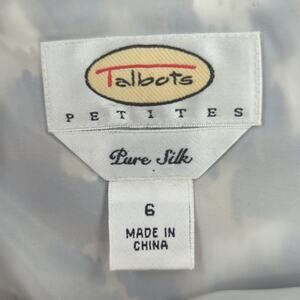 Talbots
PETITES
Pure Silk
6
MADE IN
CHINA